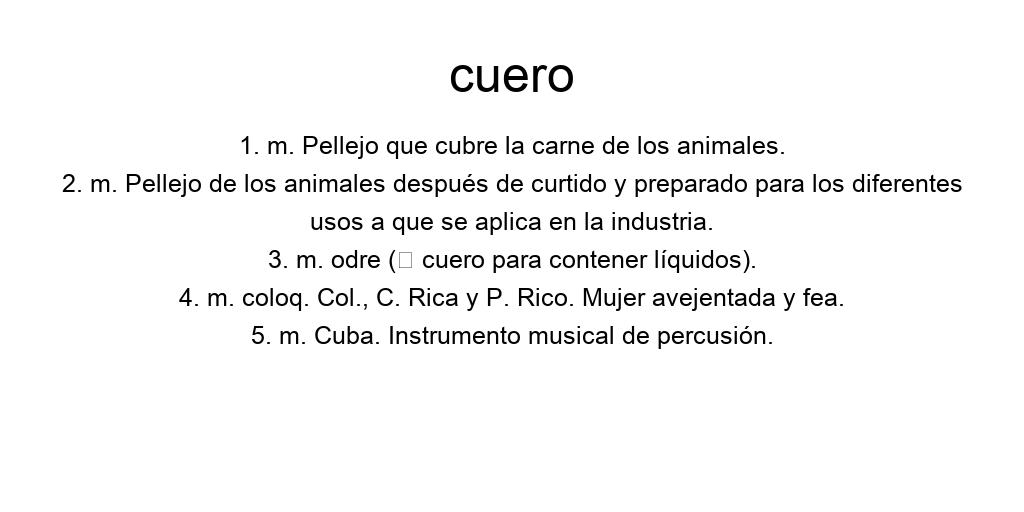 cuero
1. m. Pellejo que cubre la carne de los animales.
2. m. Pellejo de los animales después de curtido y preparado para los diferentes
usos a que se aplica en la industria.
3. m. odre (□ cuero para contener líquidos).
4. m. coloq. Col., C. Rica y P. Rico. Mujer avejentada y fea.
5. m. Cuba. Instrumento musical de percusión.